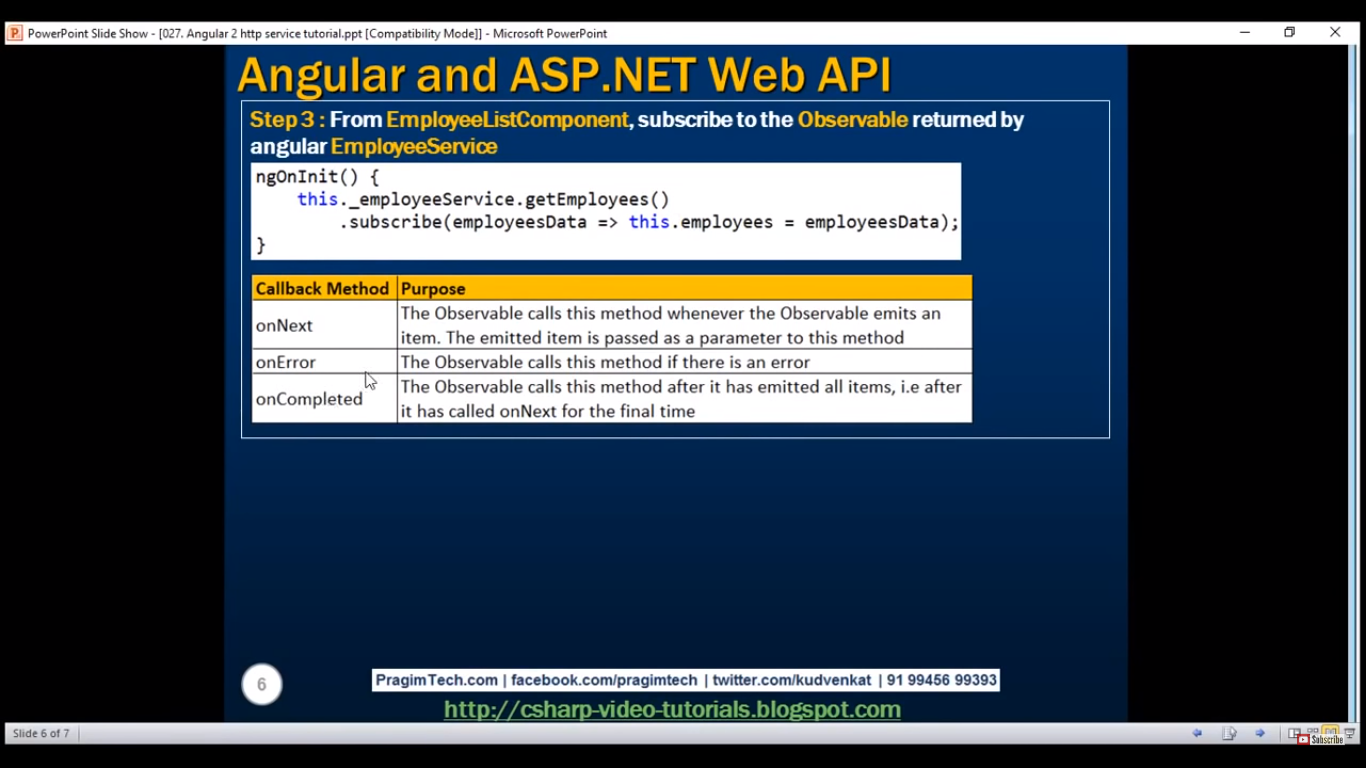 PowerPoint Slide Show - [027. Angular 2 http service tutorial.ppt [Compatibility Mode]] - Microsoft PowerPoint
Angular and ASP.NET Web API
Step 3 : From EmployeeListComponent, subscribe to the Observable returned by
angular EmployeeService
ngOnInit() {
this._employeeService.getEmployees()
.subscribe(employeesData => this.employees = employeesData);
}
Callback Method Purpose
onNext
The Observable calls this method whenever the Observable emits an
item. The emitted item is passed as a parameter to this method
onError The Observable calls this method if there is an error
onCompleted
The Observable calls this method after it has emitted all items, i.e after
it has called onNext for the final time
6
PragimTech.com | facebook.com/pragimtech | twitter.com/kudvenkat | 91 99456 99393
http://csharp-video-tutorials.blogspot.com
Slide 6 of 7
Subscribe